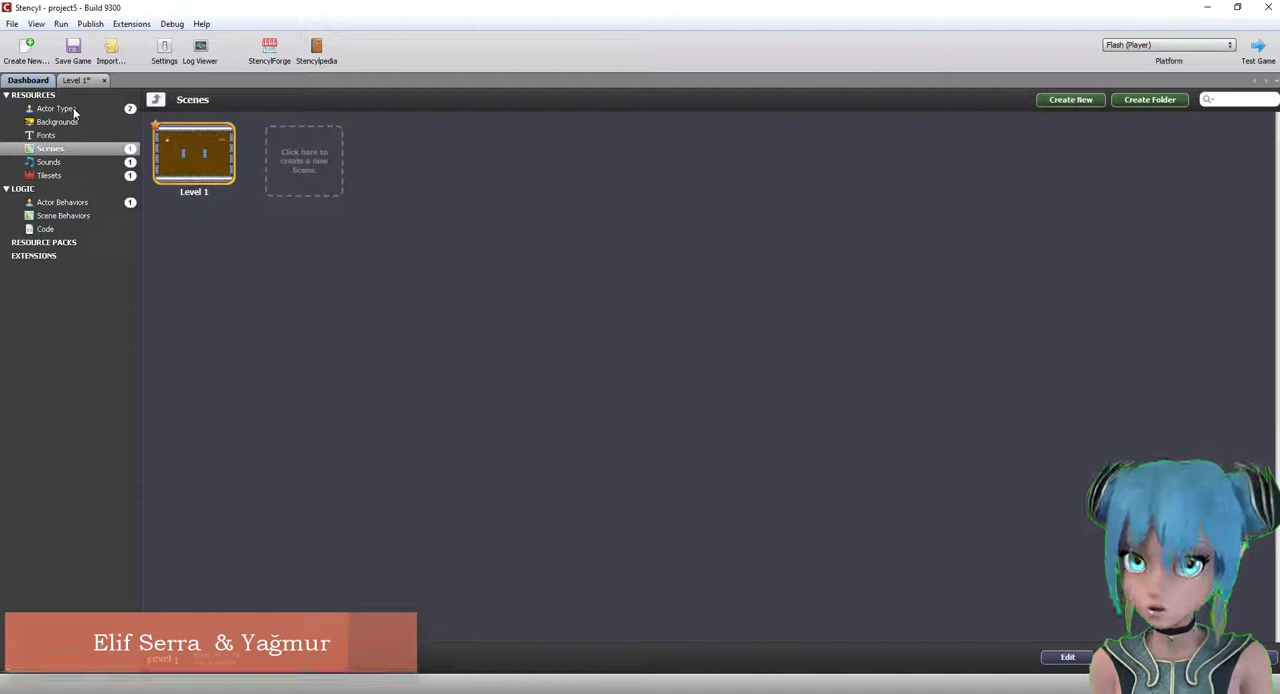 Stencyl - project5 - Build 9300
File View Run Publish Extensions Debug Help
Create New... Save Game Import... Settings Log Viewer StencylForge Stencylpedia
Flash (Player)
Platform
Test Game
Dashboard Level 1*
RESOURCES
Actor Types
Backgrounds
Fonts
Scenes 1
Sounds 1
Tilesets 1
LOGIC
Actor Behaviors 1
Scene Behaviors
Code
RESOURCE PACKS
EXTENSIONS
Scenes
Create New Create Folder
Level 1
Click here to
create a new
Scene.
Elif Serra & Yağmur
Level 1
Edit